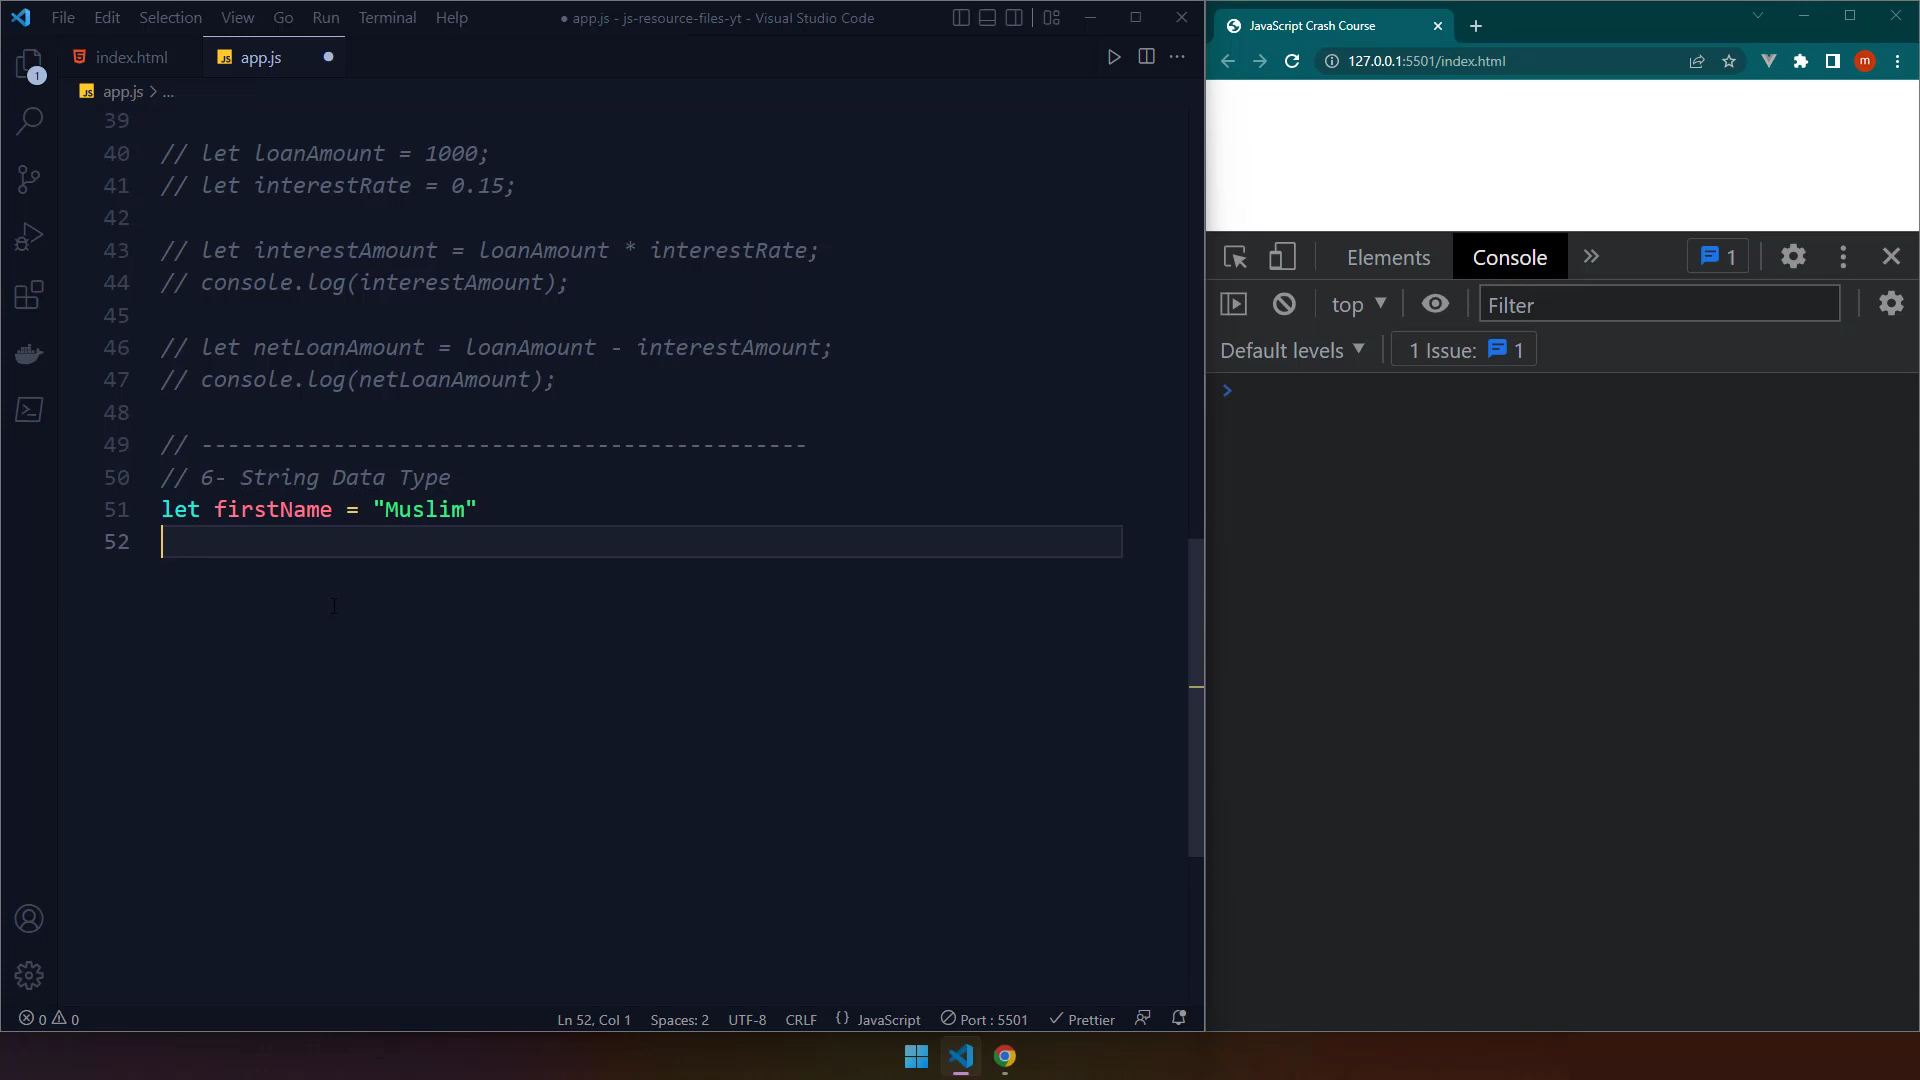 File Edit Selection View Go Run Terminal Help
● app.js - js-resource-files-yt - Visual Studio Code
index.html
JS app.js
1
JS app.js > ...
39
40 // let loanAmount = 1000;
41 // let interestRate = 0.15;
42
43 // let interestAmount = loanAmount * interestRate;
44 // console.log(interestAmount);
45
46 // let netLoanAmount = loanAmount - interestAmount;
47 // console.log(netLoanAmount);
48
49 // ----------------------------------------------
50 // 6- String Data Type
51 let firstName = "Muslim"
52
0 0
Ln 52, Col 1 Spaces: 2 UTF-8 CRLF {} JavaScript Port : 5501 Prettier
JavaScript Crash Course
127.0.0.1:5501/index.html
m
Elements Console 1
top Filter
Default levels 1 Issue: 1